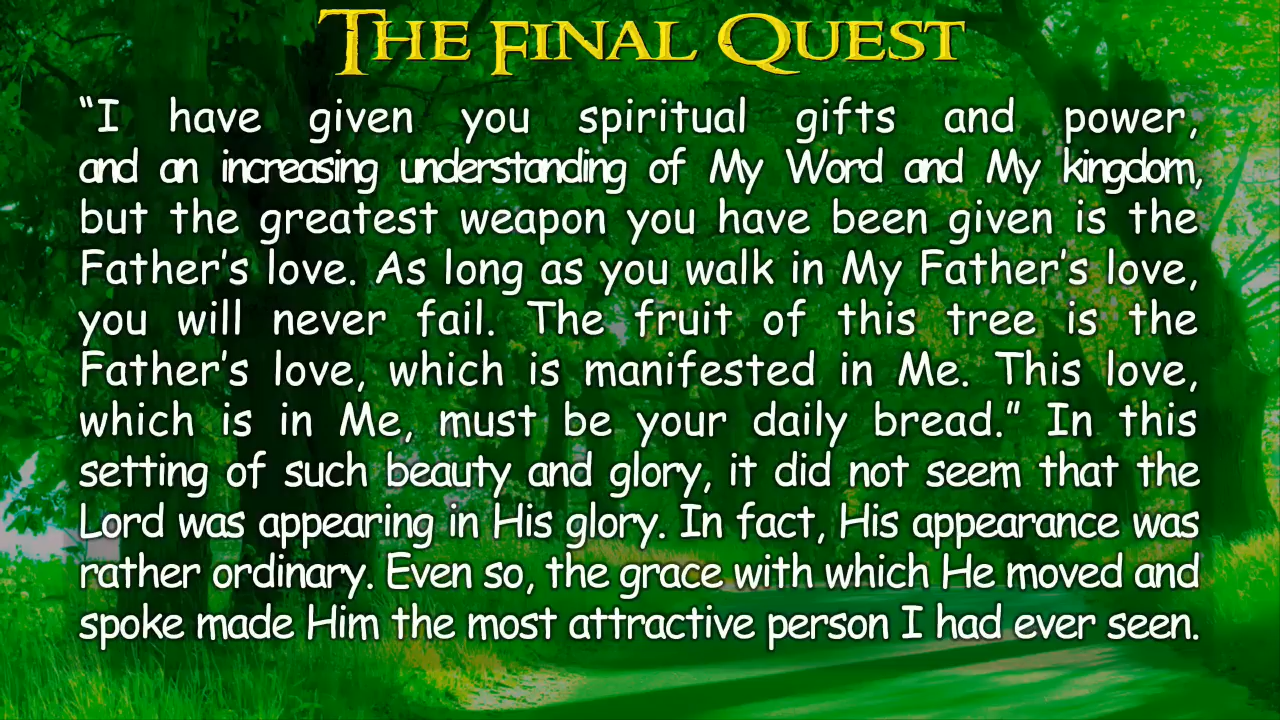 The Final Quest
“I have given you spiritual gifts and power,
and an increasing understanding of My Word and My kingdom,
but the greatest weapon you have been given is the
Father’s love. As long as you walk in My Father’s love,
you will never fail. The fruit of this tree is the
Father’s love, which is manifested in Me. This love,
which is in Me, must be your daily bread.” In this
setting of such beauty and glory, it did not seem that the
Lord was appearing in His glory. In fact, His appearance was
rather ordinary. Even so, the grace with which He moved and
spoke made Him the most attractive person I had ever seen.